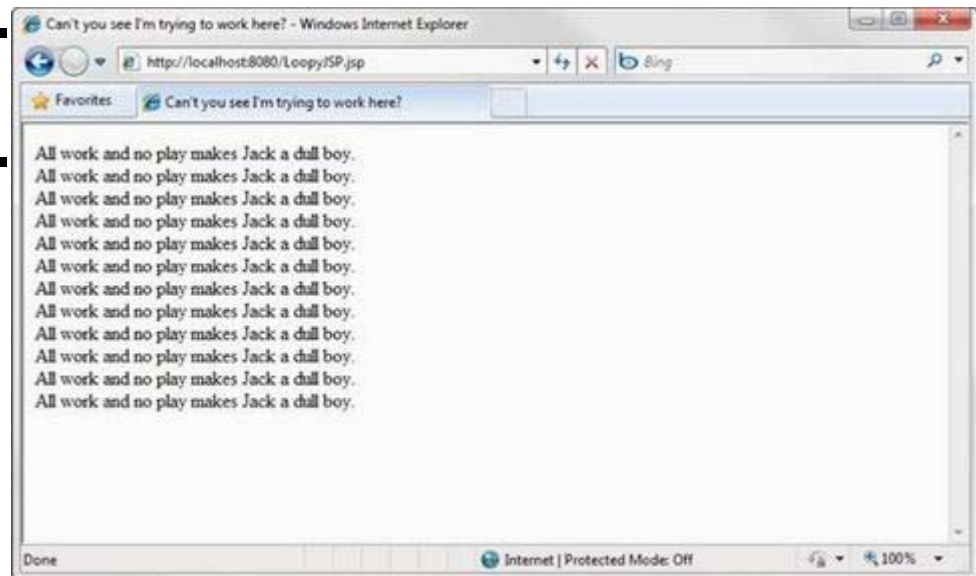 Can't you see I'm trying to work here? - Windows Internet Explorer
http://localhost:8080/LoopyJSP.jsp
Bing
Favorites
Can't you see I'm trying to work here?
All work and no play makes Jack a dull boy.
All work and no play makes Jack a dull boy.
All work and no play makes Jack a dull boy.
All work and no play makes Jack a dull boy.
All work and no play makes Jack a dull boy.
All work and no play makes Jack a dull boy.
All work and no play makes Jack a dull boy.
All work and no play makes Jack a dull boy.
All work and no play makes Jack a dull boy.
All work and no play makes Jack a dull boy.
All work and no play makes Jack a dull boy.
All work and no play makes Jack a dull boy.
Done
Internet | Protected Mode: Off
100%